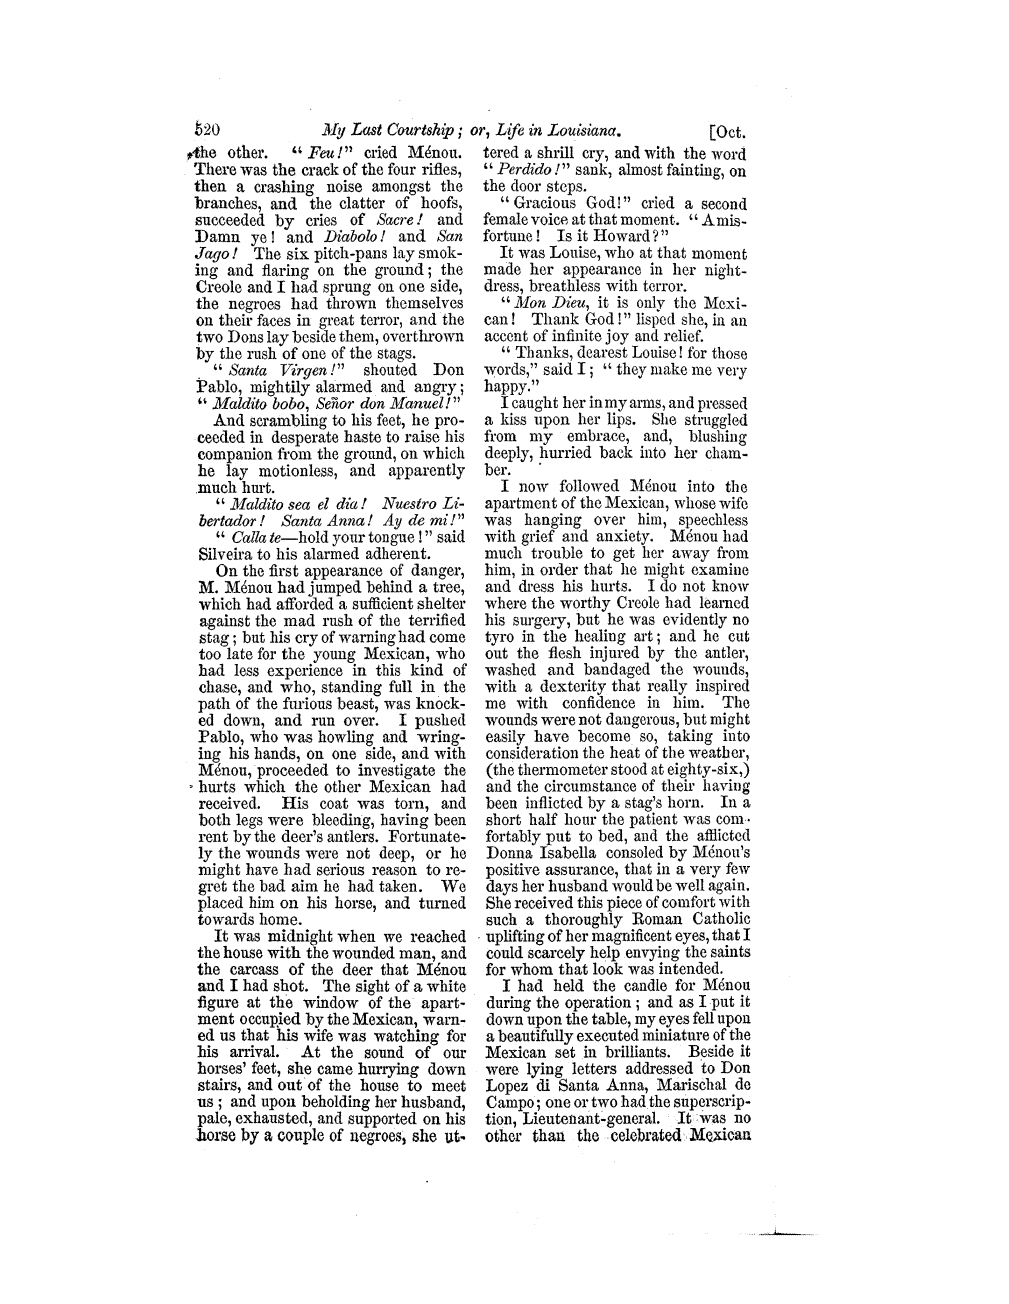 520 My Last Courtship; or, Life in Louisiana. [Oct.
the other. "Feu!" cried Ménou.
There was the crack of the four rifles,
then a crashing noise amongst the
branches, and the clatter of hoofs,
succeeded by cries of Sacre! and
Damn ye! and Diabolo! and San
Jago! The six pitch-pans lay smok-
ing and flaring on the ground; the
Creole and I had sprung on one side,
the negroes had thrown themselves
on their faces in great terror, and the
two Dons lay beside them, overthrown
by the rush of one of the stags.
"Santa Virgen!" shouted Don
Pablo, mightily alarmed and angry;
"Maldito bobo, Señor don Manuel!"
And scrambling to his feet, he pro-
ceeded in desperate haste to raise his
companion from the ground, on which
he lay motionless, and apparently
much hurt.
"Maldito sea el dia! Nuestro Li-
bertador! Santa Anna! Ay de mi!"
"Calla te—hold your tongue!" said
Silveira to his alarmed adherent.
On the first appearance of danger,
M. Ménou had jumped behind a tree,
which had afforded a sufficient shelter
against the mad rush of the terrified
stag; but his cry of warning had come
too late for the young Mexican, who
had less experience in this kind of
chase, and who, standing full in the
path of the furious beast, was knock-
ed down, and run over. I pushed
Pablo, who was howling and wring-
ing his hands, on one side, and with
Ménou, proceeded to investigate the
hurts which the other Mexican had
received. His coat was torn, and
both legs were bleeding, having been
rent by the deer's antlers. Fortunate-
ly the wounds were not deep, or he
might have had serious reason to re-
gret the bad aim he had taken. We
placed him on his horse, and turned
towards home.
It was midnight when we reached
the house with the wounded man, and
the carcass of the deer that Ménou
and I had shot. The sight of a white
figure at the window of the apart-
ment occupied by the Mexican, warn-
ed us that his wife was watching for
his arrival. At the sound of our
horses' feet, she came hurrying down
stairs, and out of the house to meet
us; and upon beholding her husband,
pale, exhausted, and supported on his
horse by a couple of negroes, she ut-
tered a shrill cry, and with the word
"Perdido!" sank, almost fainting, on
the door steps.
"Gracious God!" cried a second
female voice at that moment. "A mis-
fortune! Is it Howard?"
It was Louise, who at that moment
made her appearance in her night-
dress, breathless with terror.
"Mon Dieu, it is only the Mexi-
can! Thank God!" lisped she, in an
accent of infinite joy and relief.
"Thanks, dearest Louise! for those
words," said I; "they make me very
happy."
I caught her in my arms, and pressed
a kiss upon her lips. She struggled
from my embrace, and, blushing
deeply, hurried back into her cham-
ber.
I now followed Ménou into the
apartment of the Mexican, whose wife
was hanging over him, speechless
with grief and anxiety. Ménou had
much trouble to get her away from
him, in order that he might examine
and dress his hurts. I do not know
where the worthy Creole had learned
his surgery, but he was evidently no
tyro in the healing art; and he cut
out the flesh injured by the antler,
washed and bandaged the wounds,
with a dexterity that really inspired
me with confidence in him. The
wounds were not dangerous, but might
easily have become so, taking into
consideration the heat of the weather,
(the thermometer stood at eighty-six,)
and the circumstance of their having
been inflicted by a stag's horn. In a
short half hour the patient was com-
fortably put to bed, and the afflicted
Donna Isabella consoled by Ménou's
positive assurance, that in a very few
days her husband would be well again.
She received this piece of comfort with
such a thoroughly Roman Catholic
uplifting of her magnificent eyes, that I
could scarcely help envying the saints
for whom that look was intended.
I had held the candle for Ménou
during the operation; and as I put it
down upon the table, my eyes fell upon
a beautifully executed miniature of the
Mexican set in brilliants. Beside it
were lying letters addressed to Don
Lopez di Santa Anna, Marischal de
Campo; one or two had the superscrip-
tion, Lieutenant-general. It was no
other than the celebrated Mexican